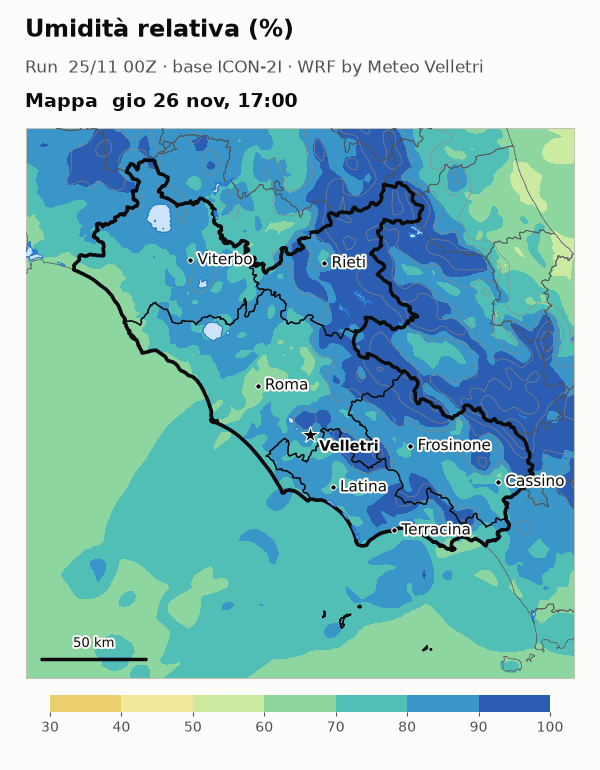 Umidità relativa (%)
Run  25/11 00Z · base ICON-2I · WRF by Meteo Velletri
Mappa  gio 26 nov, 17:00
Viterbo
Rieti
Roma
Velletri
Frosinone
Cassino
Latina
Terracina
50 km
30 40 50 60 70 80 90 100